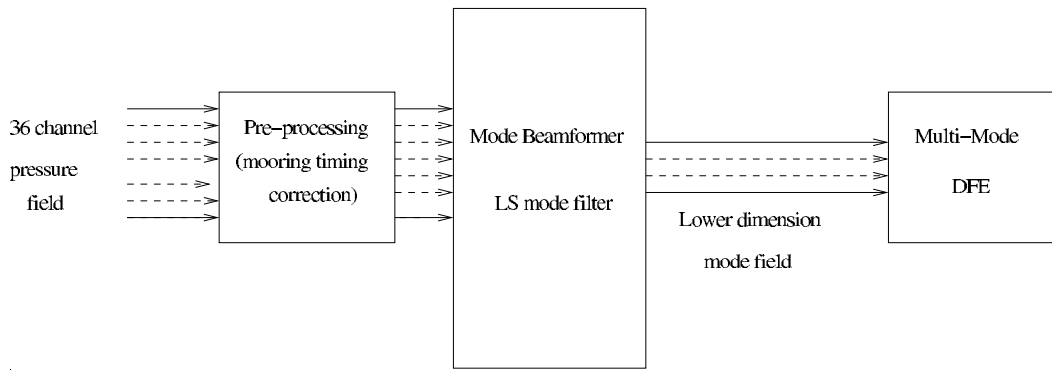 36 channel
pressure
field
Pre-processing
(mooring timing
correction)
Mode Beamformer
LS mode filter
Lower dimension
mode field
Multi-Mode
DFE